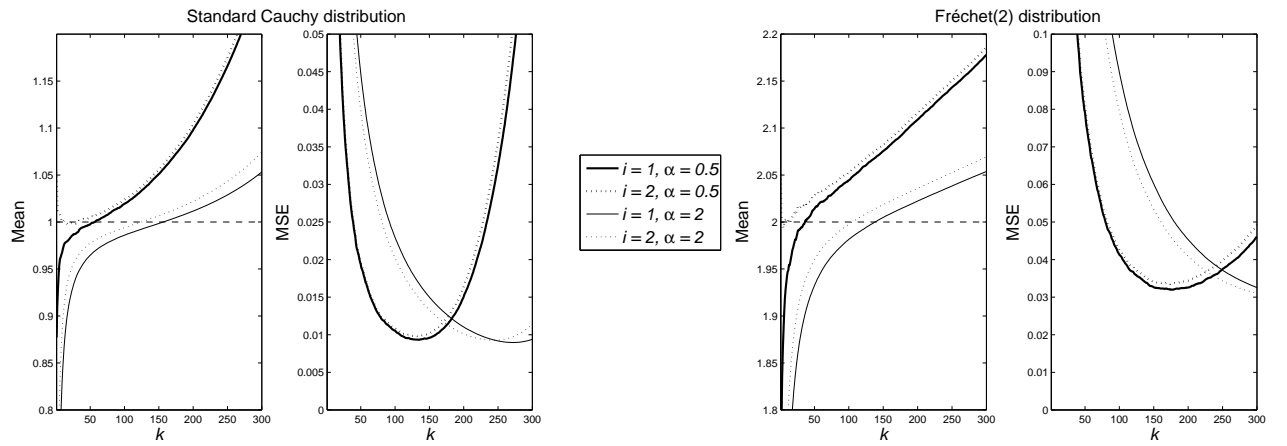 Standard Cauchy distribution
Mean
1.15
1.1
1.05
1
0.95
0.9
0.85
0.8
50 100 150 200 250 300
k
MSE
0.05
0.045
0.04
0.035
0.03
0.025
0.02
0.015
0.01
0.005
0
50 100 150 200 250 300
k
i = 1, α = 0.5
i = 2, α = 0.5
i = 1, α = 2
i = 2, α = 2
Fréchet(2) distribution
Mean
2.2
2.15
2.1
2.05
2
1.95
1.9
1.85
1.8
50 100 150 200 250 300
k
MSE
0.1
0.09
0.08
0.07
0.06
0.05
0.04
0.03
0.02
0.01
0
50 100 150 200 250 300
k